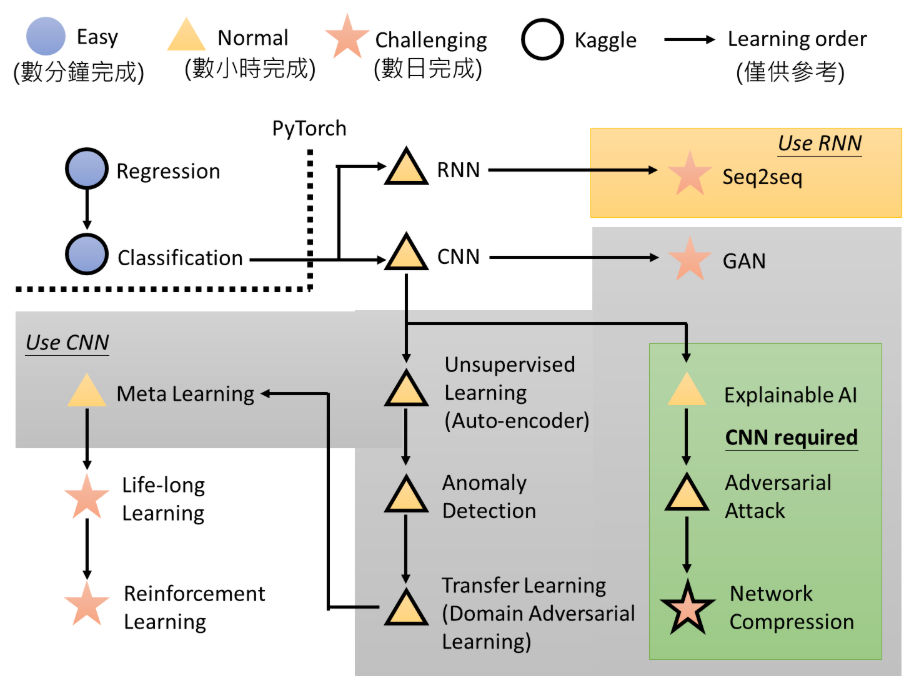 Easy
(數分鐘完成)
Normal
(數小時完成)
Challenging
(數日完成)
Kaggle
Learning order
(僅供參考)
PyTorch
Regression
Classification
RNN
Use RNN
Seq2seq
CNN
GAN
Use CNN
Meta Learning
Life-long
Learning
Reinforcement
Learning
Unsupervised
Learning
(Auto-encoder)
Anomaly
Detection
Transfer Learning
(Domain Adversarial
Learning)
Explainable AI
CNN required
Adversarial
Attack
Network
Compression